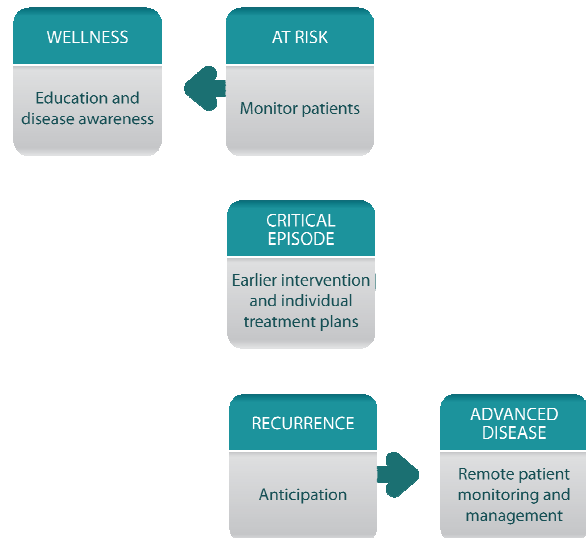 WELLNESS
Education and
disease awareness
AT RISK
Monitor patients
CRITICAL
EPISODE
Earlier intervention
and individual
treatment plans
RECURRENCE
Anticipation
ADVANCED
DISEASE
Remote patient
monitoring and
management